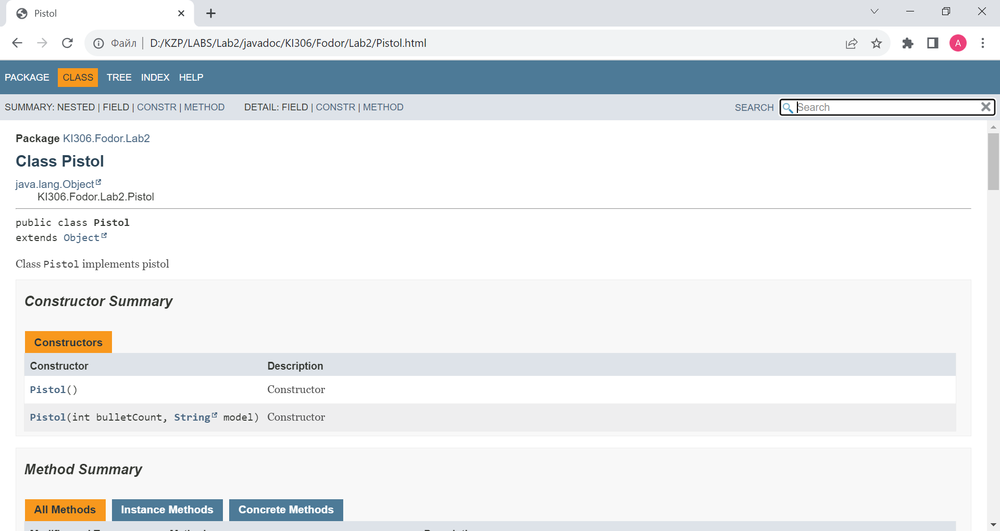 Pistol
Файл | D:/KZP/LABS/Lab2/javadoc/KI306/Fodor/Lab2/Pistol.html
A
PACKAGE CLASS TREE INDEX HELP
SUMMARY: NESTED | FIELD | CONSTR | METHOD DETAIL: FIELD | CONSTR | METHOD SEARCH Search
Package KI306.Fodor.Lab2
Class Pistol
java.lang.Object
KI306.Fodor.Lab2.Pistol
public class Pistol
extends Object
Class Pistol implements pistol
Constructor Summary
Constructors
Constructor Description
Pistol() Constructor
Pistol(int bulletCount, String model) Constructor
Method Summary
All Methods Instance Methods Concrete Methods